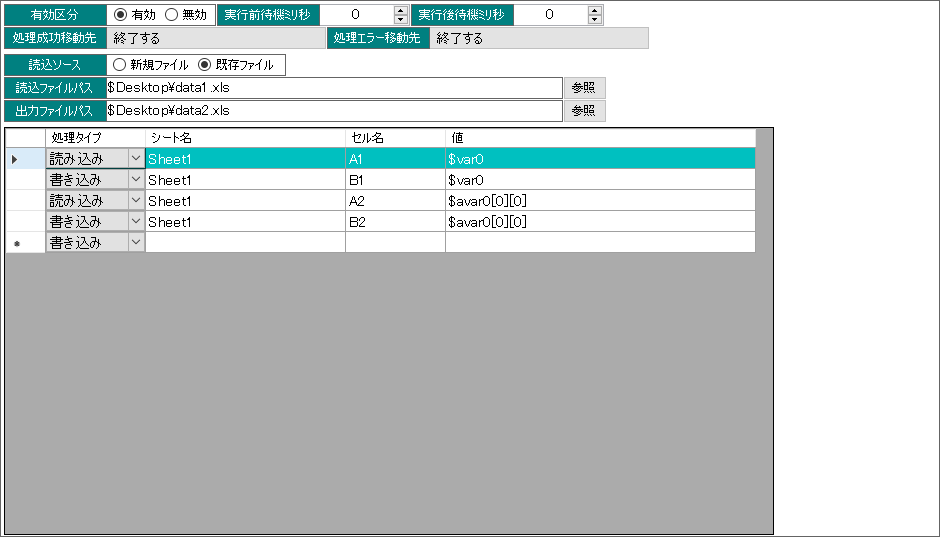 有効区分 有効 無効 実行前待機ミリ秒 0 実行後待機ミリ秒 0
処理成功移動先 終了する 処理エラー移動先 終了する
読込ソース 新規ファイル 既存ファイル
読込ファイルパス $Desktop¥data1.xls 参照
出力ファイルパス $Desktop¥data2.xls 参照
処理タイプ シート名 セル名 値
読み込み Sheet1 A1 $var0
書き込み Sheet1 B1 $var0
読み込み Sheet1 A2 $avar0[0][0]
書き込み Sheet1 B2 $avar0[0][0]
書き込み